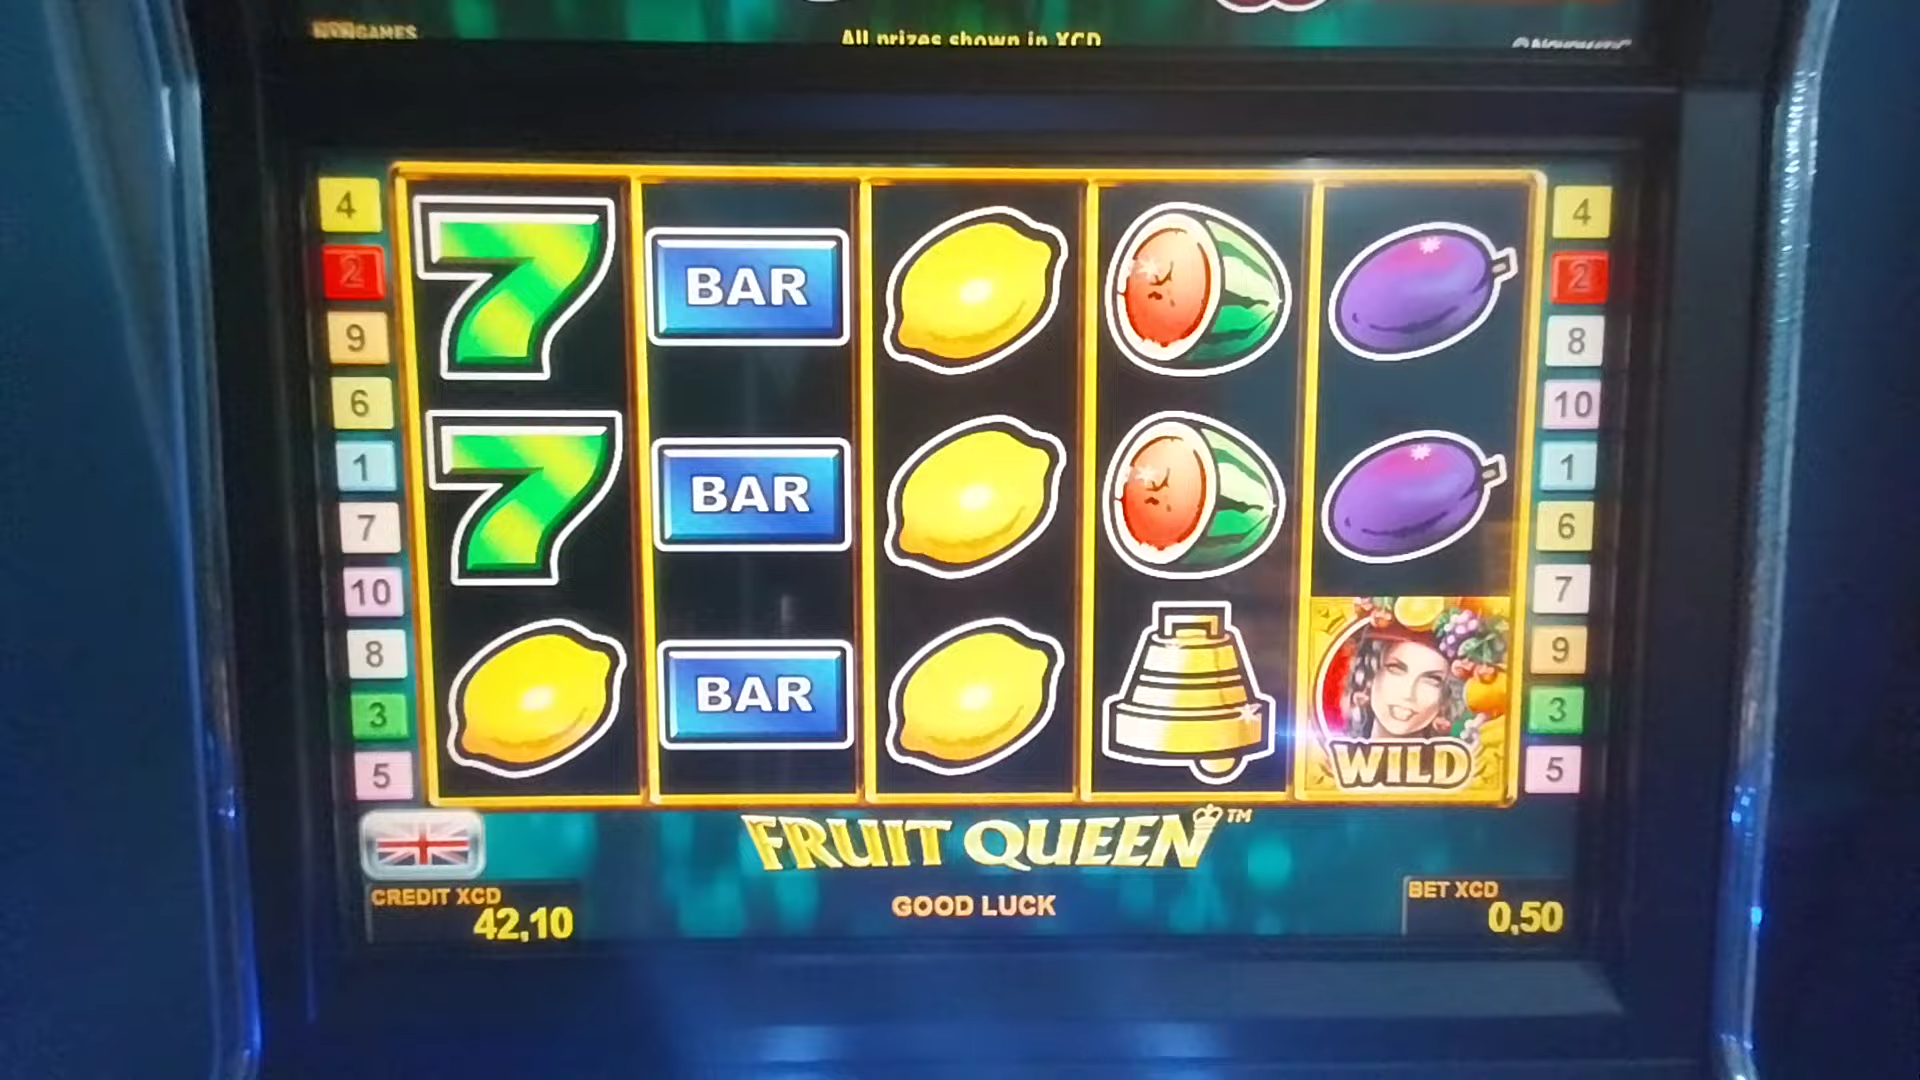 GAMES
All prizes shown in XCD
4 4
2 BAR 2
9 8
6 10
1 BAR 1
7 6
10 7
8 9
3 BAR 3
5 WILD 5
FRUIT QUEEN™
CREDIT XCD GOOD LUCK BET XCD
42,10 0,50